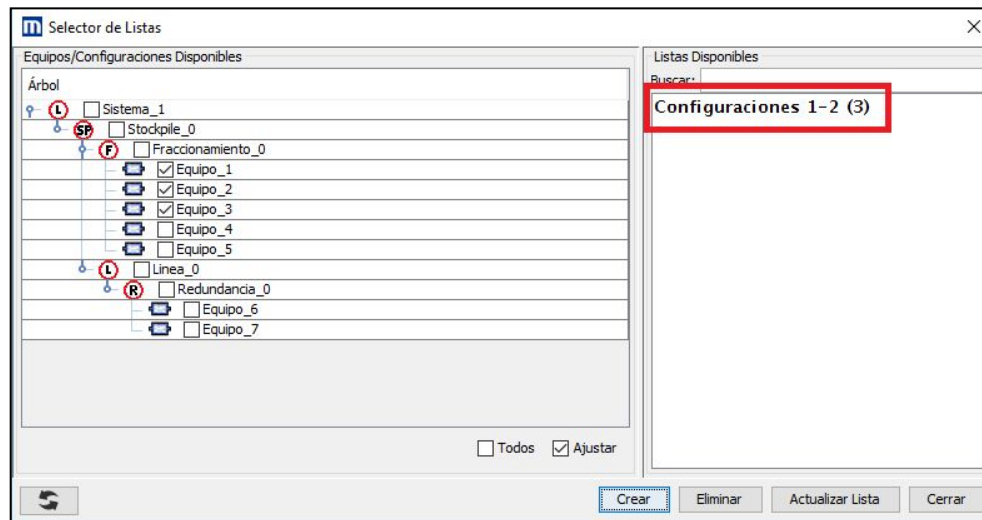 Selector de Listas
Equipos/Configuraciones Disponibles
Árbol
L Sistema_1
SP Stockpile_0
F Fraccionamiento_0
Equipo_1
Equipo_2
Equipo_3
Equipo_4
Equipo_5
L Linea_0
R Redundancia_0
Equipo_6
Equipo_7
Todos Ajustar
Listas Disponibles
Buscar:
Configuraciones 1-2 (3)
Crear Eliminar Actualizar Lista Cerrar